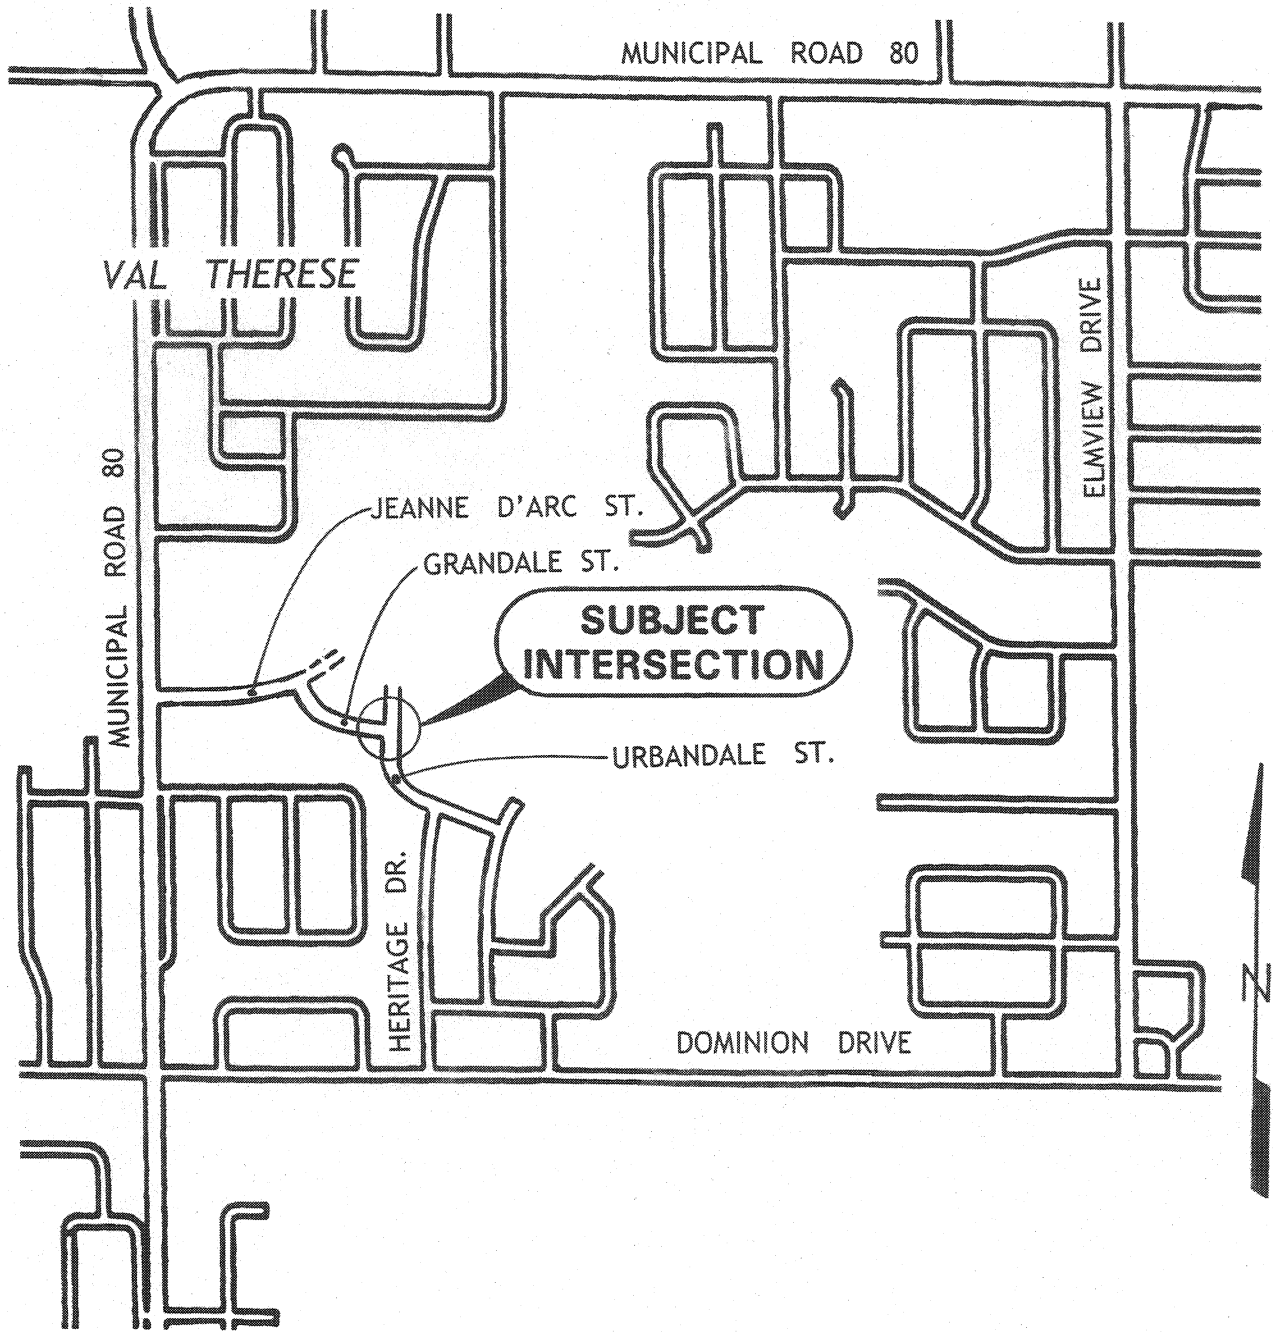 MUNICIPAL ROAD 80
VAL THERESE
ELMVIEW DRIVE
MUNICIPAL ROAD 80
JEANNE D'ARC ST.
GRANDALE ST.
SUBJECT
INTERSECTION
URBANDALE ST.
HERITAGE DR.
DOMINION DRIVE
N